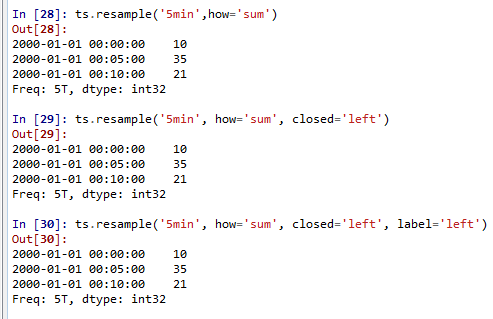 In [28]: ts.resample('5min',how='sum')
Out[28]:
2000-01-01 00:00:00    10
2000-01-01 00:05:00    35
2000-01-01 00:10:00    21
Freq: 5T, dtype: int32
In [29]: ts.resample('5min', how='sum', closed='left')
Out[29]:
2000-01-01 00:00:00    10
2000-01-01 00:05:00    35
2000-01-01 00:10:00    21
Freq: 5T, dtype: int32
In [30]: ts.resample('5min', how='sum', closed='left', label='left')
Out[30]:
2000-01-01 00:00:00    10
2000-01-01 00:05:00    35
2000-01-01 00:10:00    21
Freq: 5T, dtype: int32